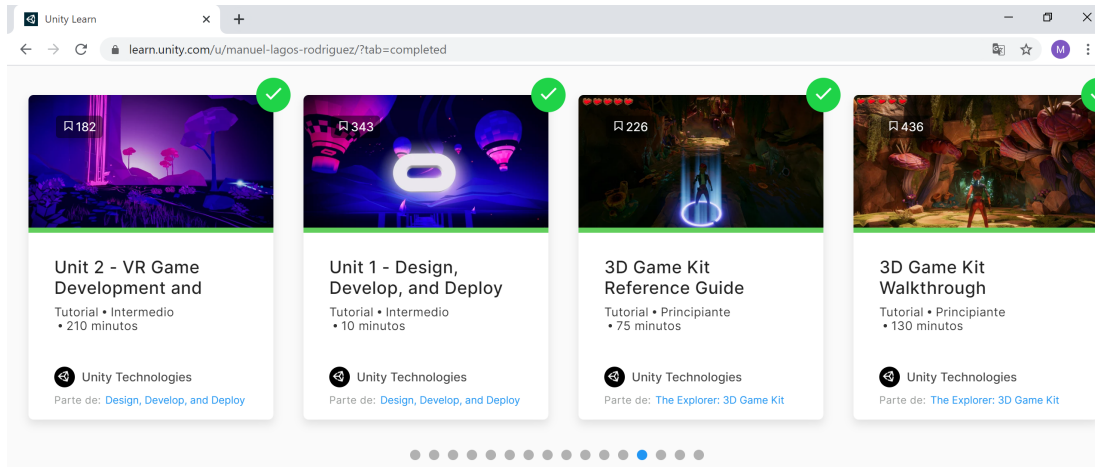 Unity Learn
learn.unity.com/u/manuel-lagos-rodriguez/?tab=completed
M
182
Unit 2 - VR Game
Development and
Tutorial • Intermedio
• 210 minutos
Unity Technologies
Parte de: Design, Develop, and Deploy
343
Unit 1 - Design,
Develop, and Deploy
Tutorial • Intermedio
• 10 minutos
Unity Technologies
Parte de: Design, Develop, and Deploy
226
3D Game Kit
Reference Guide
Tutorial • Principiante
• 75 minutos
Unity Technologies
Parte de: The Explorer: 3D Game Kit
436
3D Game Kit
Walkthrough
Tutorial • Principiante
• 130 minutos
Unity Technologies
Parte de: The Explorer: 3D Game Kit